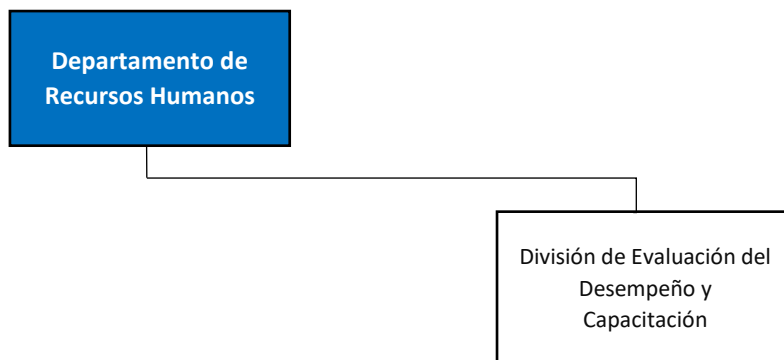 Departamento de
Recursos Humanos
División de Evaluación del
Desempeño y
Capacitación